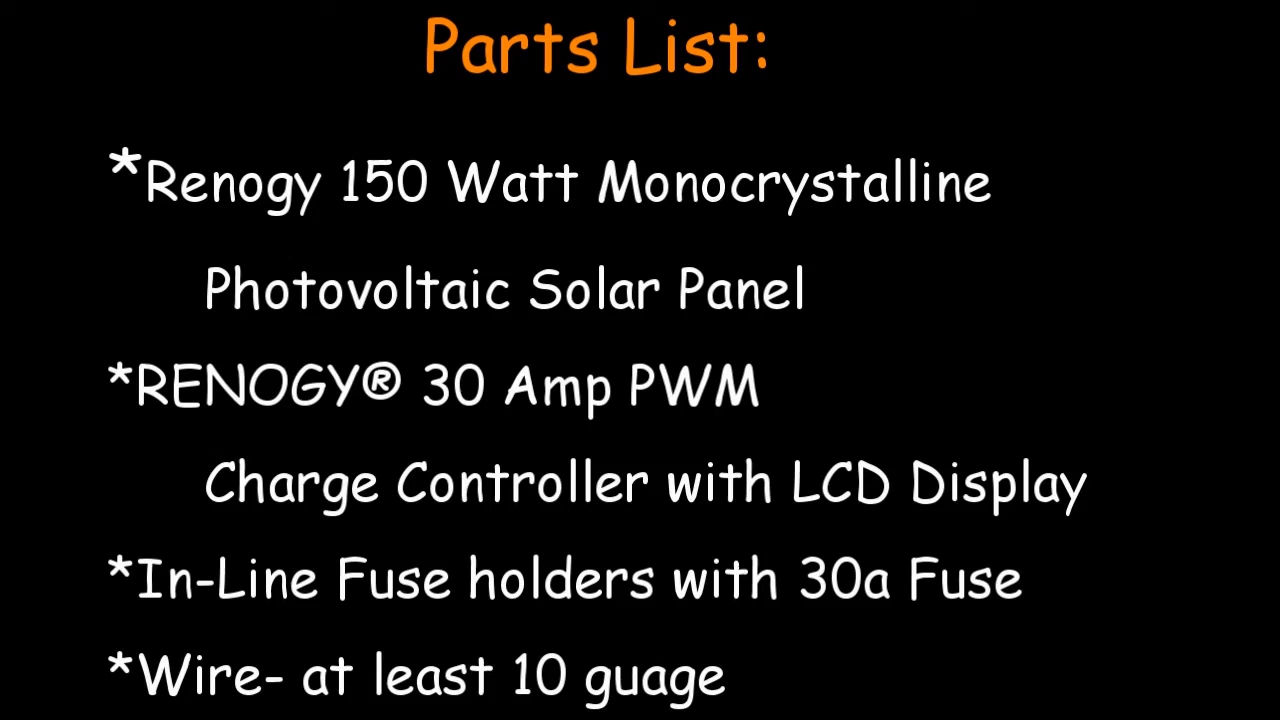 Parts List:
*Renogy 150 Watt Monocrystalline
Photovoltaic Solar Panel
*RENOGY® 30 Amp PWM
Charge Controller with LCD Display
*In-Line Fuse holders with 30a Fuse
*Wire- at least 10 guage